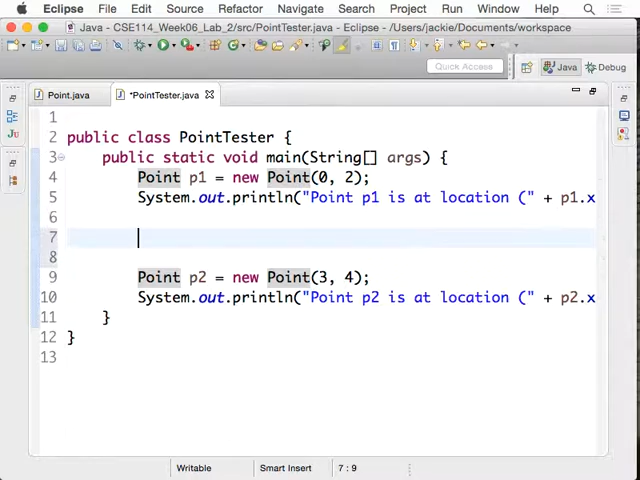 Eclipse File Edit Source Refactor Navigate Search Project Run Window Help
Java - CSE114_Week06_Lab_2/src/PointTester.java - Eclipse - /Users/jackie/Documents/workspace
Quick Access Java Debug
Point.java *PointTester.java
1
2 public class PointTester {
3 public static void main(String[] args) {
4 Point p1 = new Point(0, 2);
5 System.out.println("Point p1 is at location (" + p1.x
6
7
8
9 Point p2 = new Point(3, 4);
10 System.out.println("Point p2 is at location (" + p2.x
11 }
12 }
13
Writable Smart Insert 7 : 9